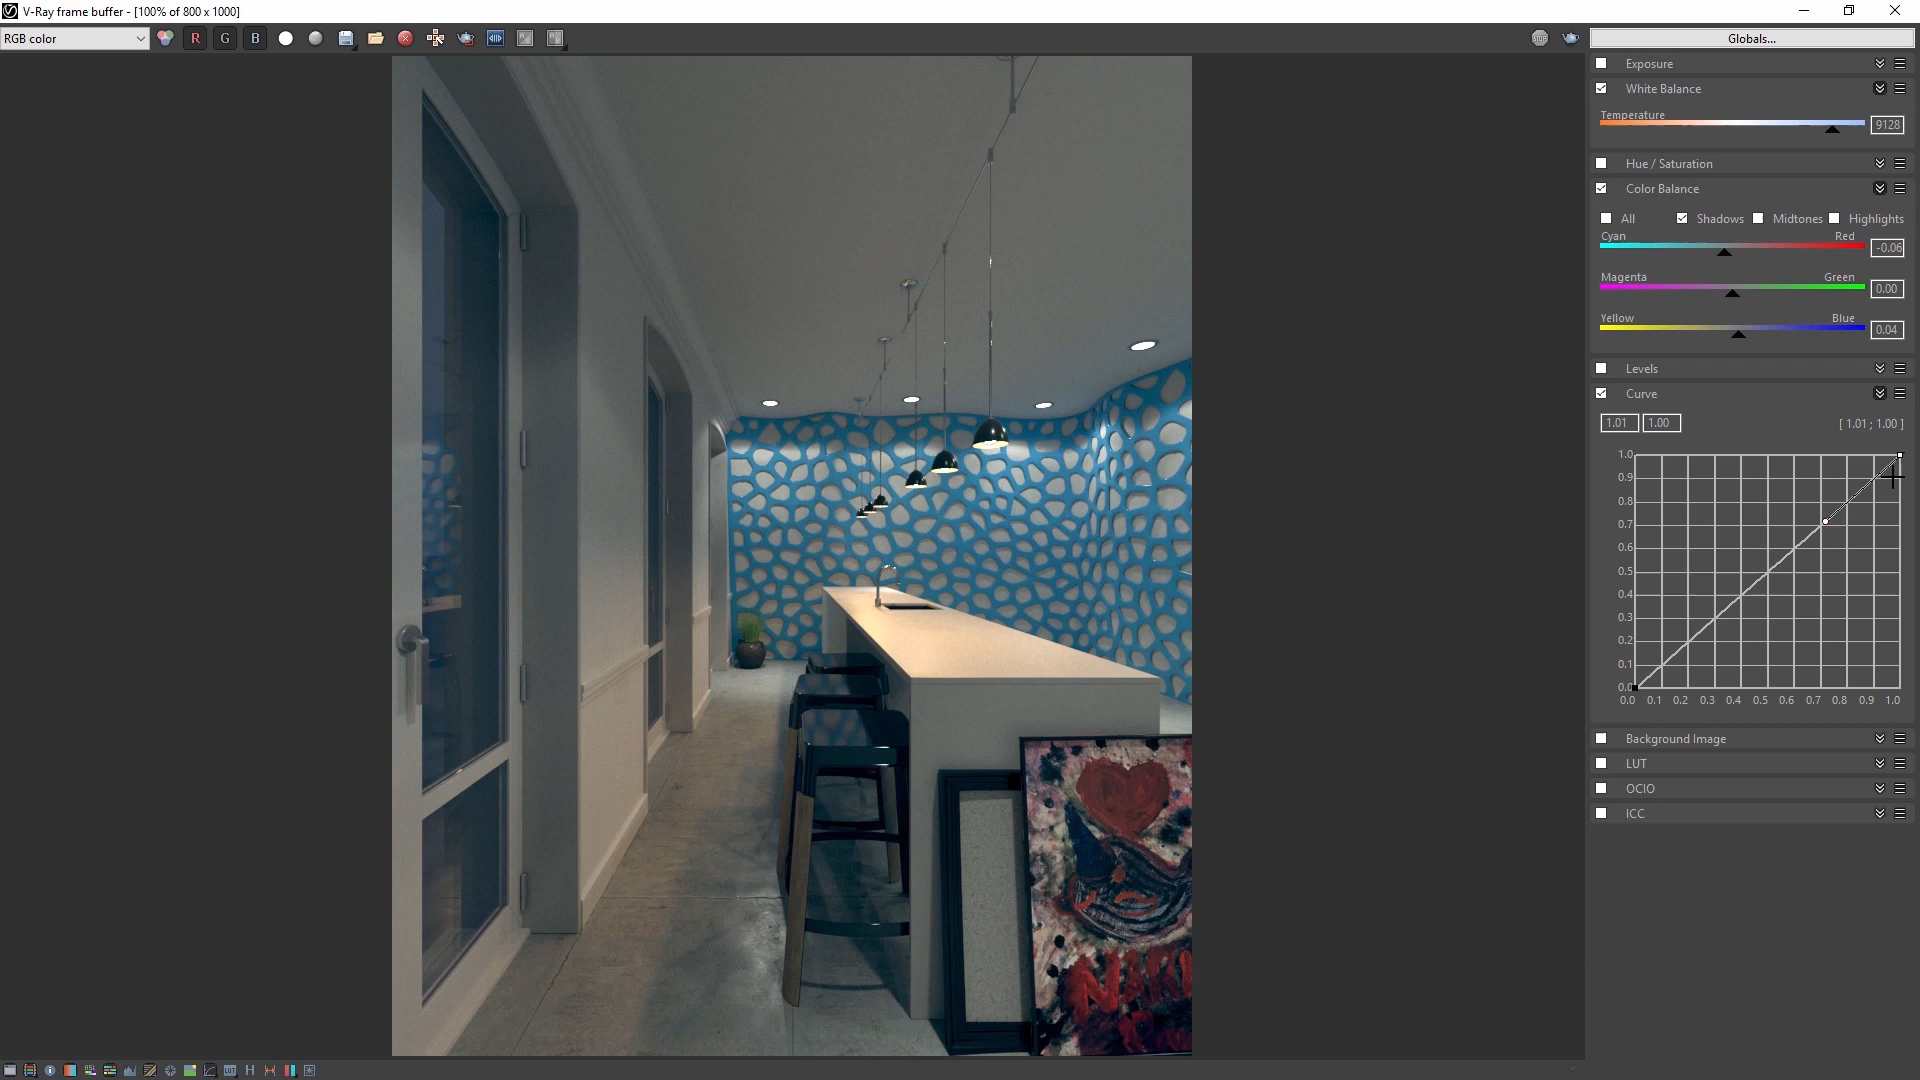 V-Ray frame buffer - [100% of 800 x 1000]
RGB color
R G B
STOP
Globals...
Exposure
White Balance
Temperature
9128
Hue / Saturation
Color Balance
All Shadows Midtones Highlights
Cyan Red
-0.06
Magenta Green
0.00
Yellow Blue
0.04
Levels
Curve
1.01 1.00 [ 1.01 ; 1.00 ]
1.0
0.9
0.8
0.7
0.6
0.5
0.4
0.3
0.2
0.1
0.0
0.0 0.1 0.2 0.3 0.4 0.5 0.6 0.7 0.8 0.9 1.0
Background Image
LUT
OCIO
ICC
HSL
LUT
H